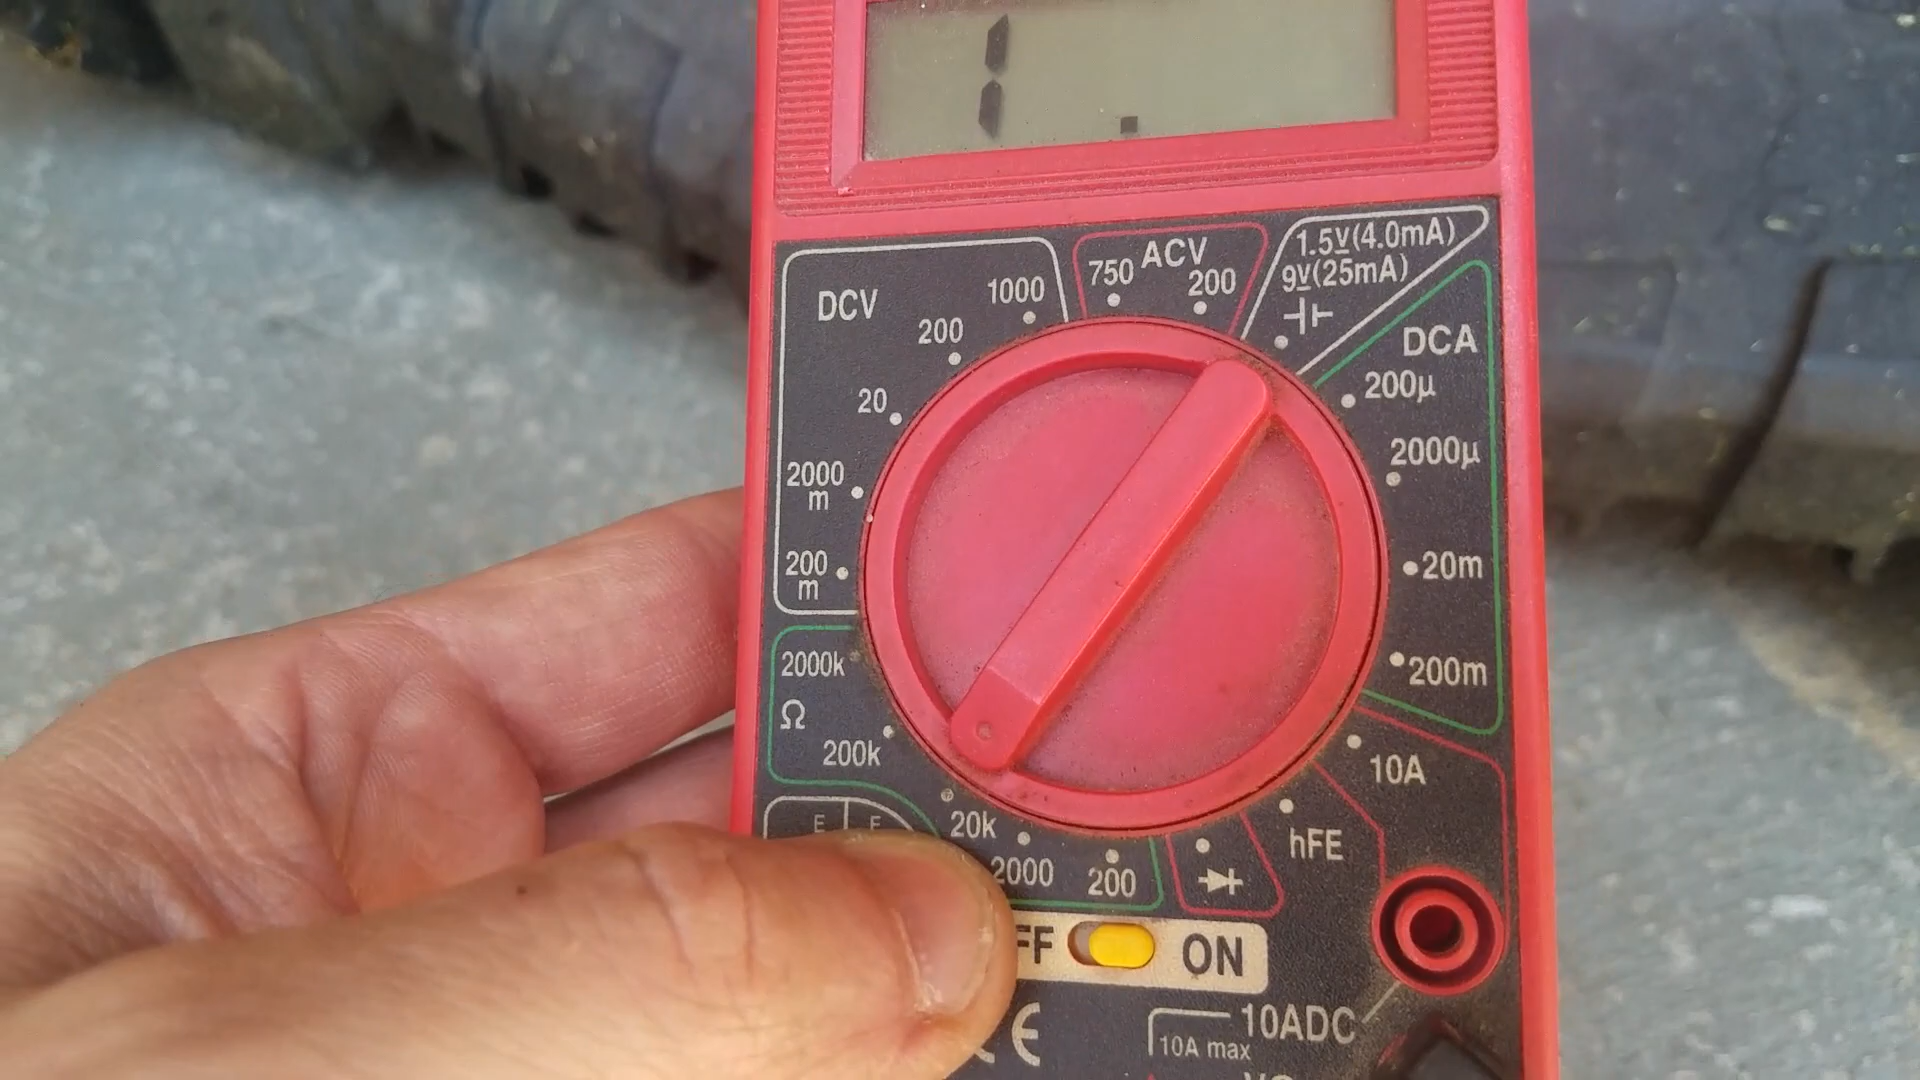 1 .
ACV
750
200
1.5V(4.0mA)
9V(25mA)
DCV
1000
200
20
2000
m
200
m
DCA
200µ
2000µ
20m
200m
10A
hFE
2000k
Ω
200k
20k
2000
200
E
FF
ON
10ADC
10A max